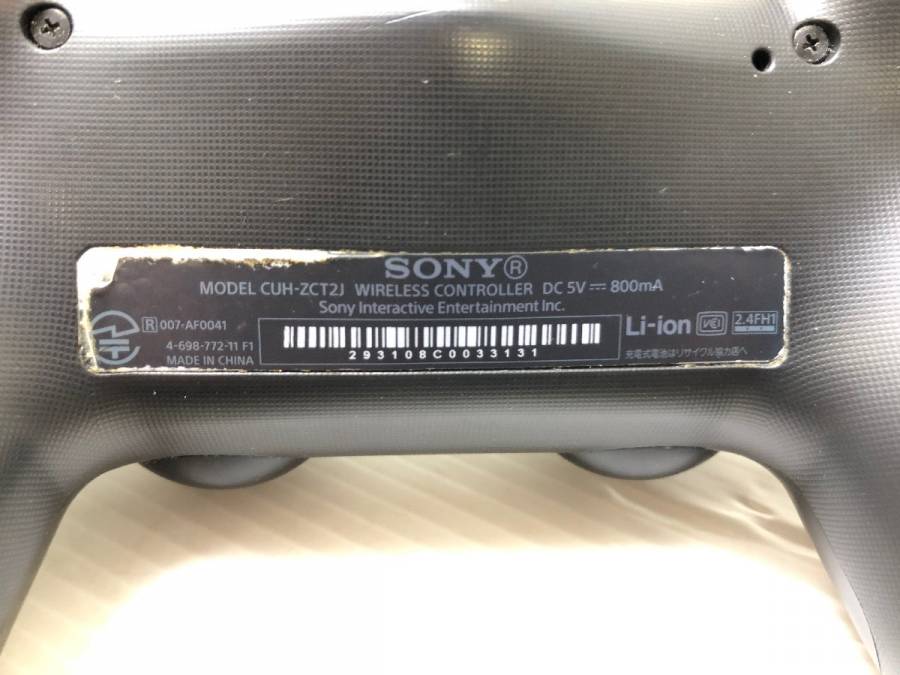 SONY®
MODEL CUH-ZCT2J WIRELESS CONTROLLER DC 5V ⎓ 800mA
Sony Interactive Entertainment Inc.
R 007-AF0041
4-698-772-11 F1
MADE IN CHINA
293108C0033131
Li-ion VCCI 2.4FH1
充電式電池はリサイクル協力店へ